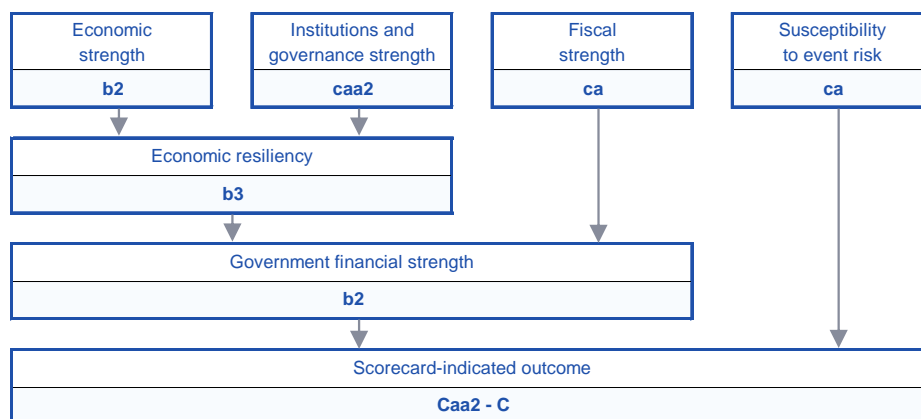 Economic
strength
b2
Institutions and
governance strength
caa2
Fiscal
strength
ca
Susceptibility
to event risk
ca
Economic resiliency
b3
Government financial strength
b2
Scorecard-indicated outcome
Caa2 - C